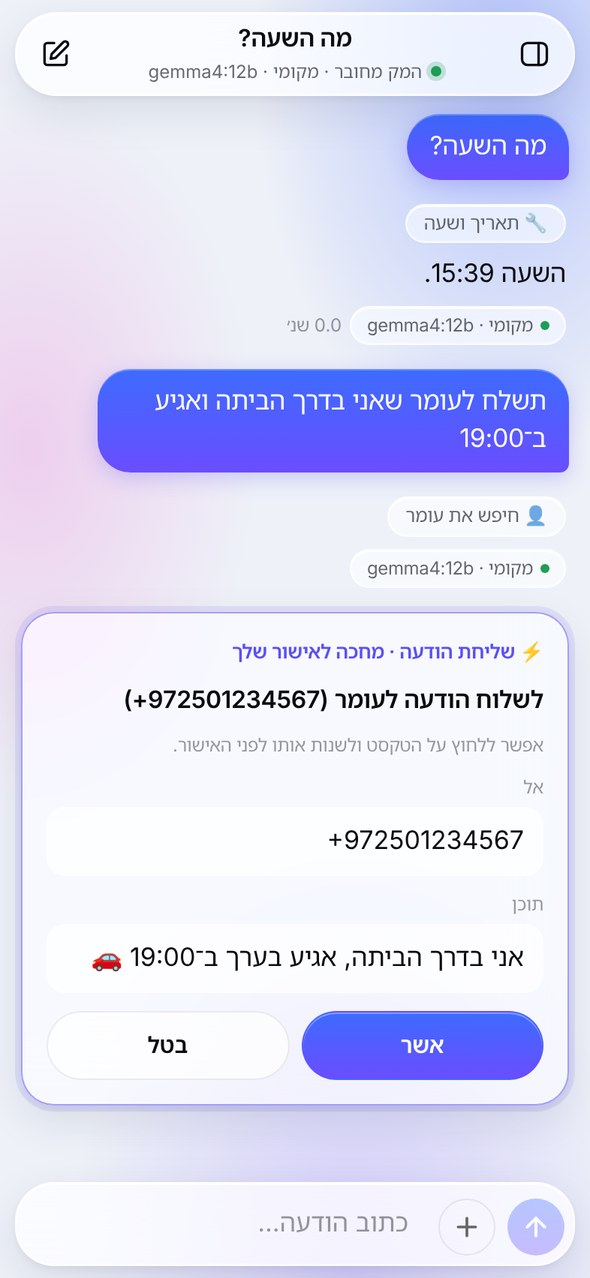 מה השעה?
המק מחובר · מקומי · gemma4:12b
מה השעה?
תאריך ושעה
השעה 15:39.
מקומי · gemma4:12b
0.0 שנ׳
תשלח לעומר שאני בדרך הביתה ואגיע
ב־19:00
חיפש את עומר
מקומי · gemma4:12b
שליחת הודעה · מחכה לאישור שלך
לשלוח הודעה לעומר (+972501234567)
אפשר ללחוץ על הטקסט ולשנות אותו לפני האישור.
אל
+972501234567
תוכן
אני בדרך הביתה, אגיע בערך ב־19:00 🚗
אשר
בטל
כתוב הודעה...